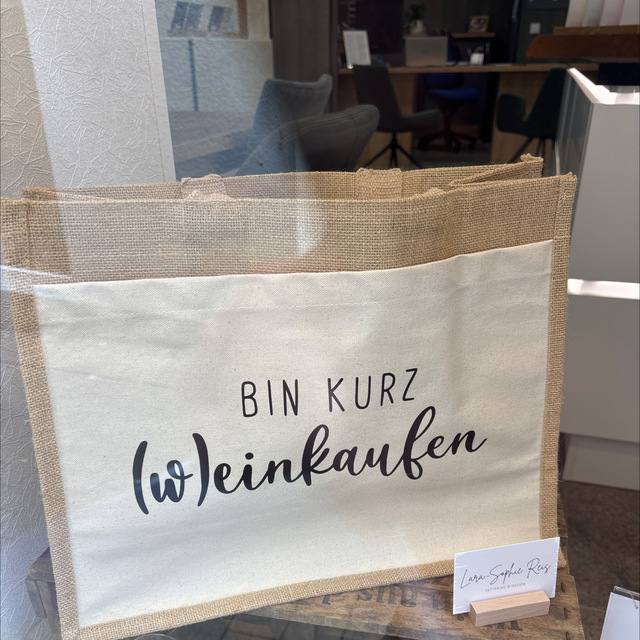 BIN KURZ
(w)einkaufen
Lara-Sophie Reis